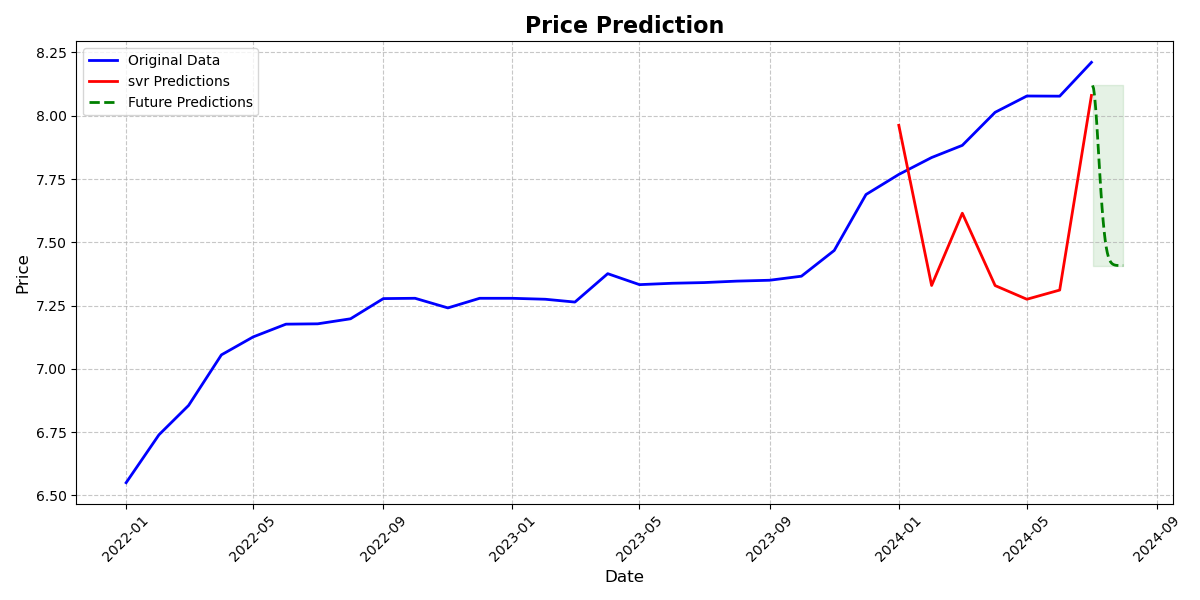 Price Prediction
Original Data
svr Predictions
Future Predictions
Price
8.25
8.00
7.75
7.50
7.25
7.00
6.75
6.50
2022-01
2022-05
2022-09
2023-01
2023-05
2023-09
2024-01
2024-05
2024-09
Date